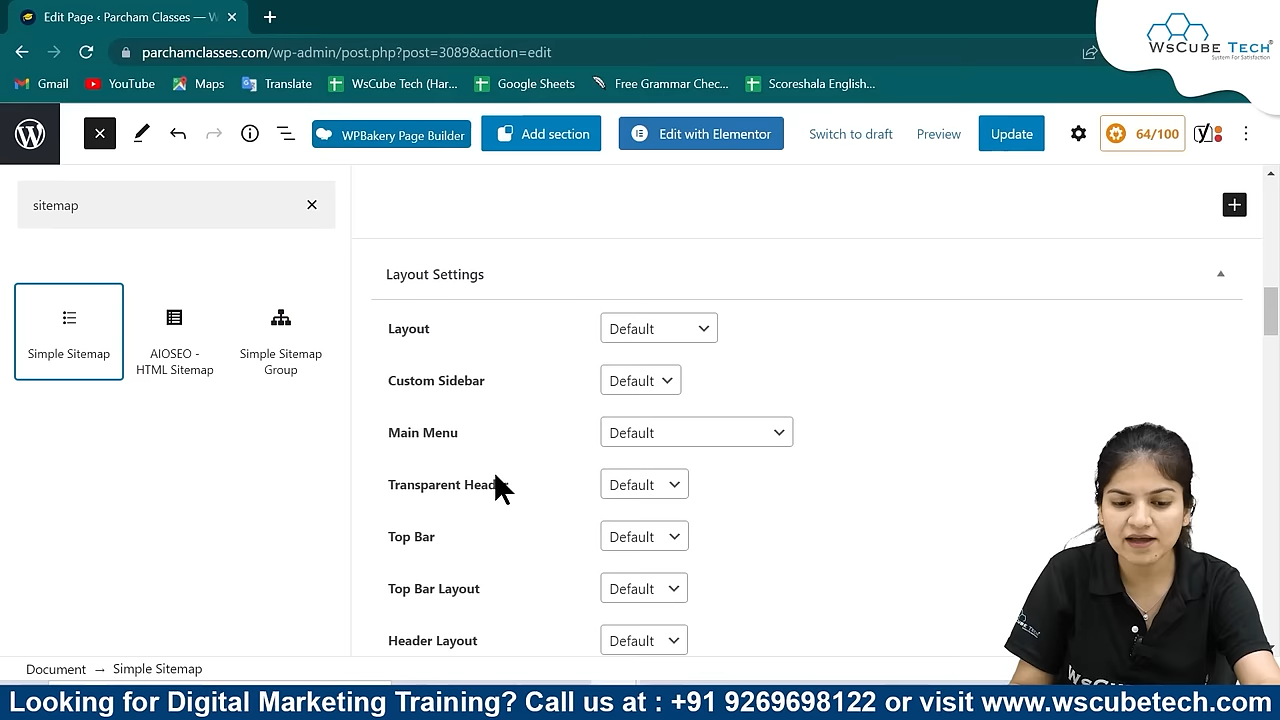 Edit Page ‹ Parcham Classes — W
WsCube Tech
System For Satisfaction
parchamclasses.com/wp-admin/post.php?post=3089&action=edit
Gmail
YouTube
Maps
Translate
WsCube Tech (Har...
Google Sheets
Free Grammar Chec...
Scoreshala English...
WPBakery Page Builder
Add section
Edit with Elementor
Switch to draft
Preview
Update
64/100
sitemap
Layout Settings
Simple Sitemap
AIOSEO -
HTML Sitemap
Simple Sitemap
Group
Layout
Default
Custom Sidebar
Default
Main Menu
Default
Transparent Header
Default
Top Bar
Default
Top Bar Layout
Default
Header Layout
Default
Document → Simple Sitemap
Looking for Digital Marketing Training? Call us at : +91 9269698122 or visit www.wscubetech.com